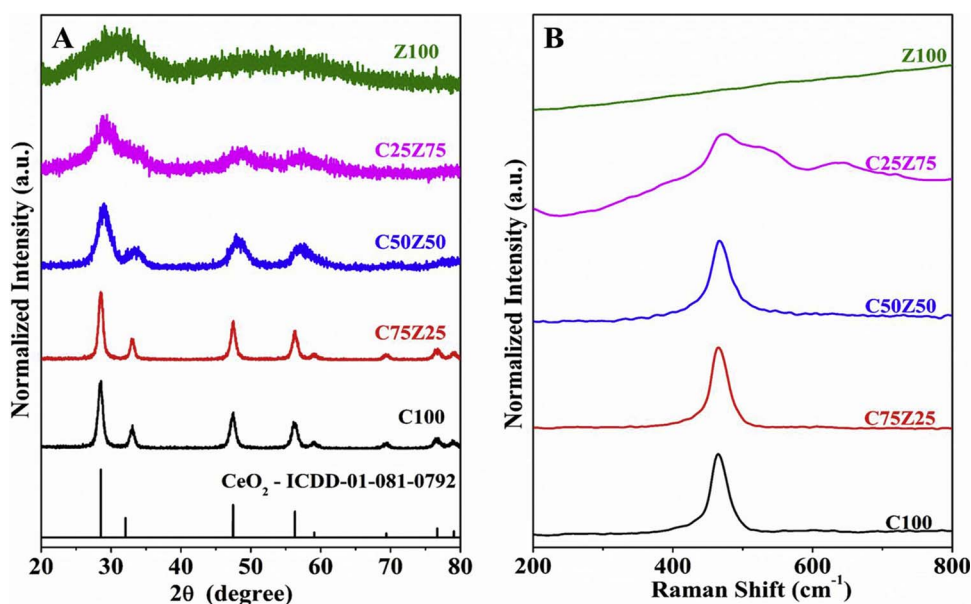 A
Z100
C25Z75
C50Z50
C75Z25
C100
CeO₂ - ICDD-01-081-0792
Normalized Intensity (a.u.)
20 30 40 50 60 70 80
2θ (degree)
B
Z100
C25Z75
C50Z50
C75Z25
C100
Normalized Intensity (a.u.)
200 400 600 800
Raman Shift (cm⁻¹)